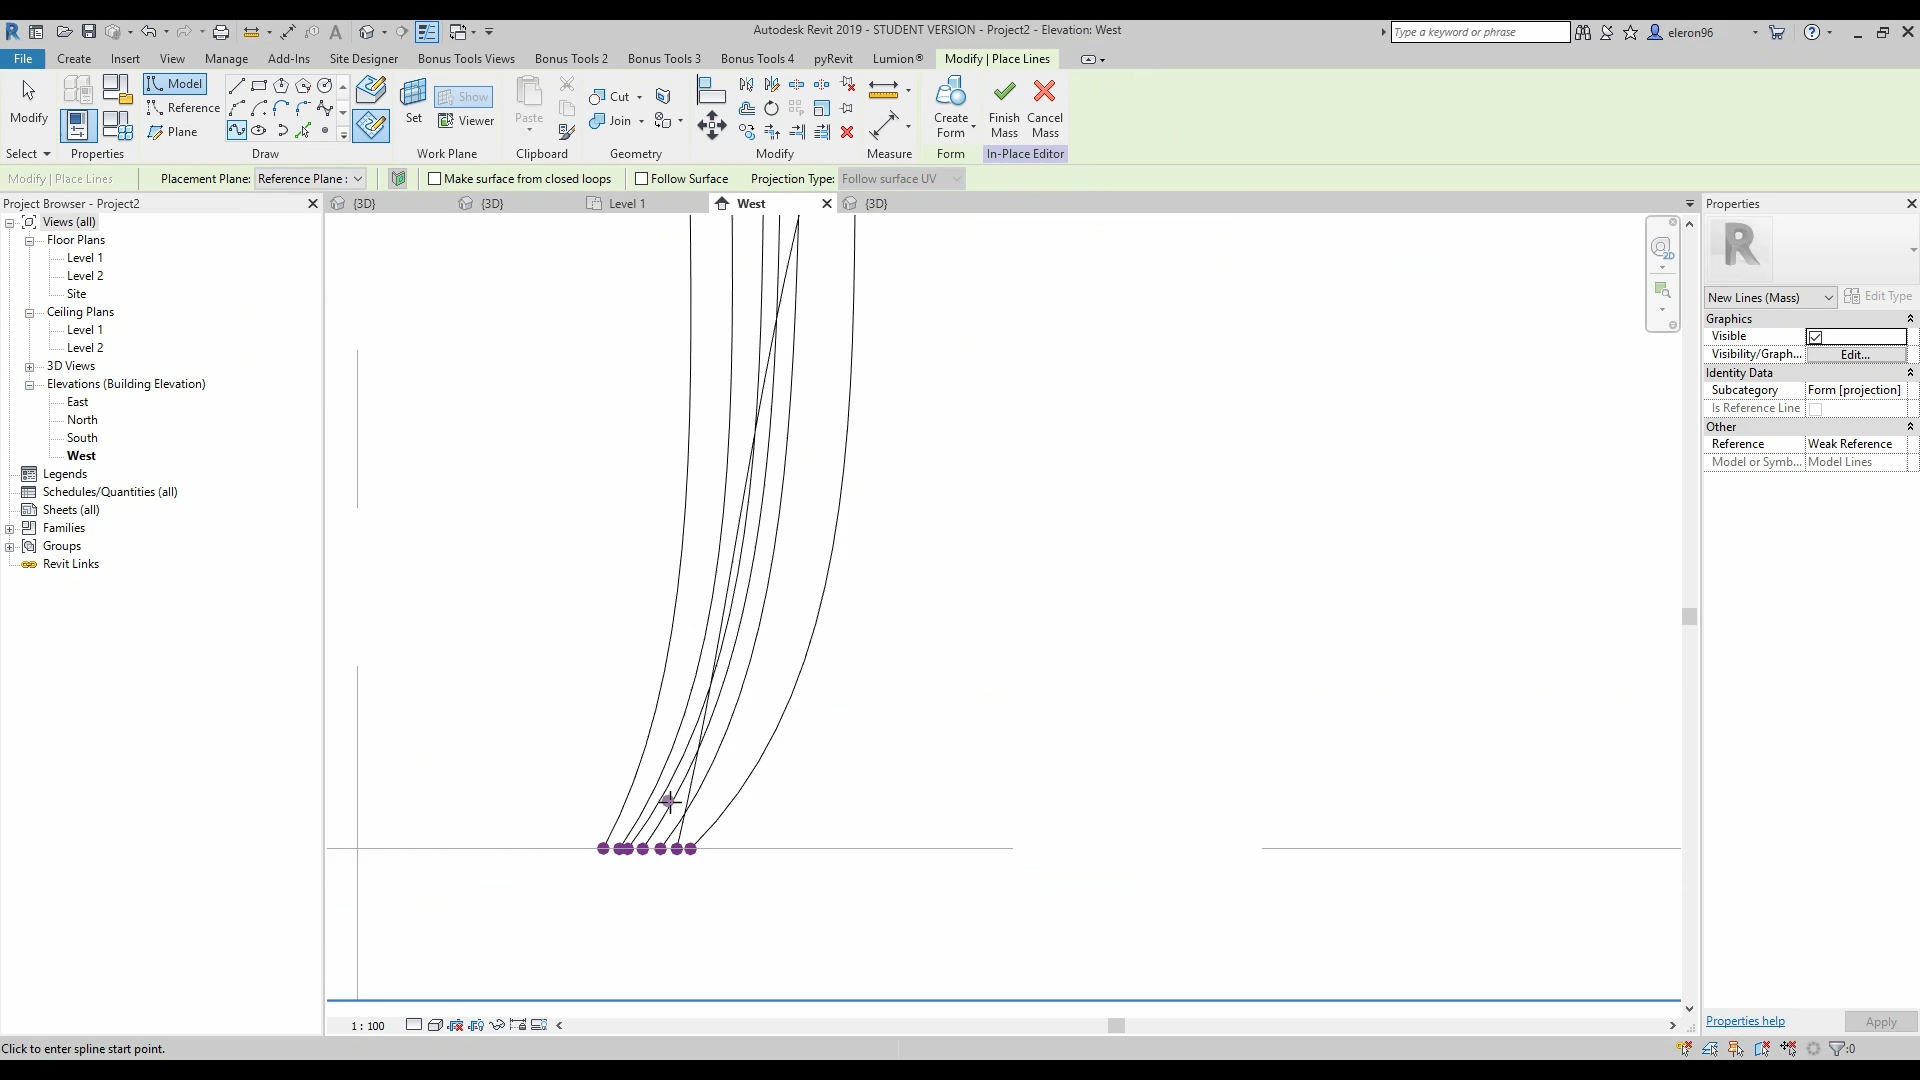 Autodesk Revit 2019 - STUDENT VERSION - Project2 - Elevation: West
Type a keyword or phrase
eleron96
File
Create
Insert
View
Manage
Add-Ins
Site Designer
Bonus Tools Views
Bonus Tools 2
Bonus Tools 3
Bonus Tools 4
pyRevit
Lumion®
Modify | Place Lines
Modify
Model
Reference
Plane
Set
Show
Viewer
Paste
Cut
Join
Create
Form
Finish
Mass
Cancel
Mass
Select
Properties
Draw
Work Plane
Clipboard
Geometry
Modify
Measure
Form
In-Place Editor
Modify | Place Lines
Placement Plane:
Reference Plane :
Make surface from closed loops
Follow Surface
Projection Type:
Follow surface UV
Project Browser - Project2
{3D}
{3D}
Level 1
West
{3D}
Properties
Views (all)
Floor Plans
Level 1
Level 2
Site
Ceiling Plans
Level 1
Level 2
3D Views
Elevations (Building Elevation)
East
North
South
West
Legends
Schedules/Quantities (all)
Sheets (all)
Families
Groups
Revit Links
2D
R
New Lines (Mass)
Edit Type
Graphics
Visible
Visibility/Graph...
Edit...
Identity Data
Subcategory
Form [projection]
Is Reference Line
Other
Reference
Weak Reference
Model or Symb...
Model Lines
1 : 100
Properties help
Apply
Click to enter spline start point.
:0